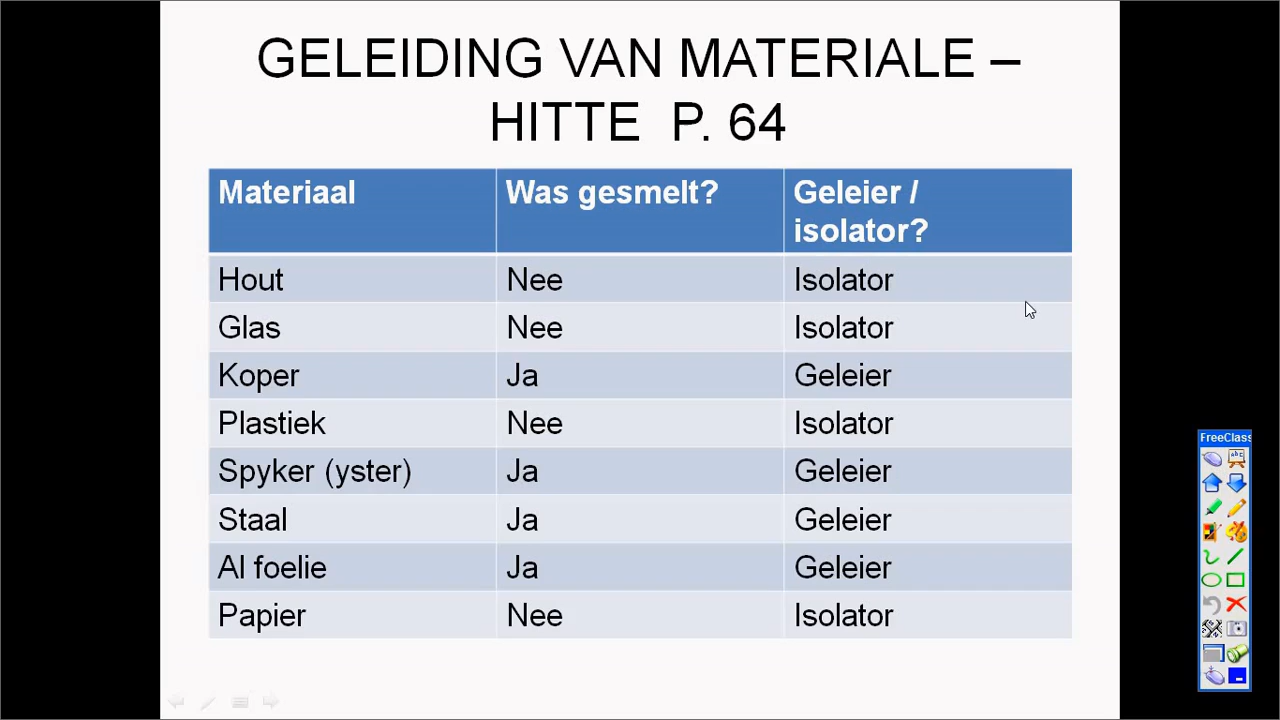 GELEIDING VAN MATERIALE –
HITTE P. 64
Materiaal Was gesmelt? Geleier /
isolator?
Hout Nee Isolator
Glas Nee Isolator
Koper Ja Geleier
Plastiek Nee Isolator
Spyker (yster) Ja Geleier
Staal Ja Geleier
Al foelie Ja Geleier
Papier Nee Isolator
FreeClass